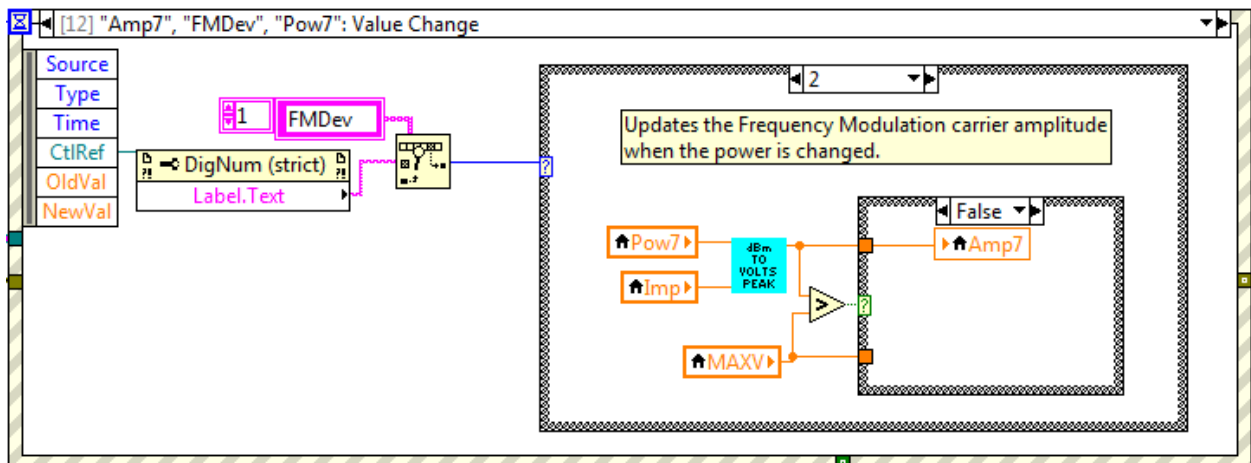 [12] "Amp7", "FMDev", "Pow7": Value Change
Source
Type
Time
CtlRef
OldVal
NewVal
1
FMDev
DigNum (strict)
Label.Text
?
2
Updates the Frequency Modulation carrier amplitude
when the power is changed.
False
Pow7
dBm
TO
VOLTS
PEAK
Amp7
Imp
>
?
MAXV